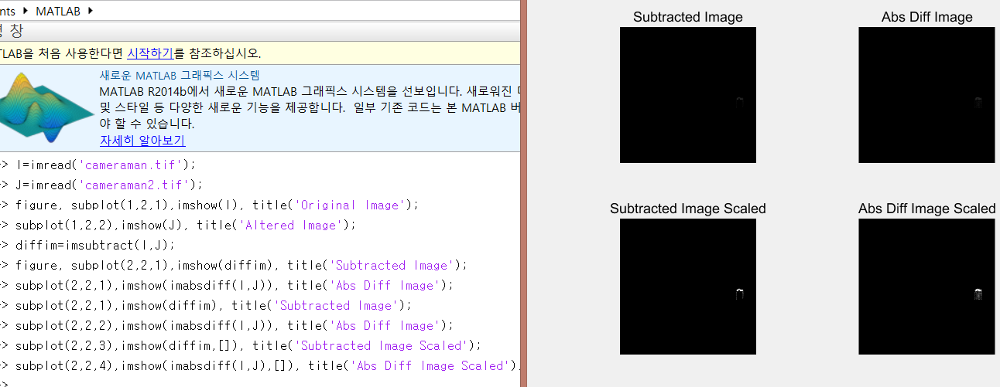 nts ▶ MATLAB ▶
창
TLAB을 처음 사용한다면 시작하기를 참조하십시오.
새로운 MATLAB 그래픽스 시스템
MATLAB R2014b에서 새로운 MATLAB 그래픽스 시스템을 선보입니다. 새로워진
및 스타일 등 다양한 새로운 기능을 제공합니다. 일부 기존 코드는 본 MATLAB 버
야 할 수 있습니다.
자세히 알아보기
>> I=imread('cameraman.tif');
>> J=imread('cameraman2.tif');
>> figure, subplot(1,2,1),imshow(I), title('Original Image');
>> subplot(1,2,2),imshow(J), title('Altered Image');
>> diffim=imsubtract(I,J);
>> figure, subplot(2,2,1),imshow(diffim), title('Subtracted Image');
>> subplot(2,2,1),imshow(imabsdiff(I,J)), title('Abs Diff Image');
>> subplot(2,2,1),imshow(diffim), title('Subtracted Image');
>> subplot(2,2,2),imshow(imabsdiff(I,J)), title('Abs Diff Image');
>> subplot(2,2,3),imshow(diffim,[]), title('Subtracted Image Scaled');
>> subplot(2,2,4),imshow(imabsdiff(I,J),[]), title('Abs Diff Image Scaled')
>>
Subtracted Image
Abs Diff Image
Subtracted Image Scaled
Abs Diff Image Scaled